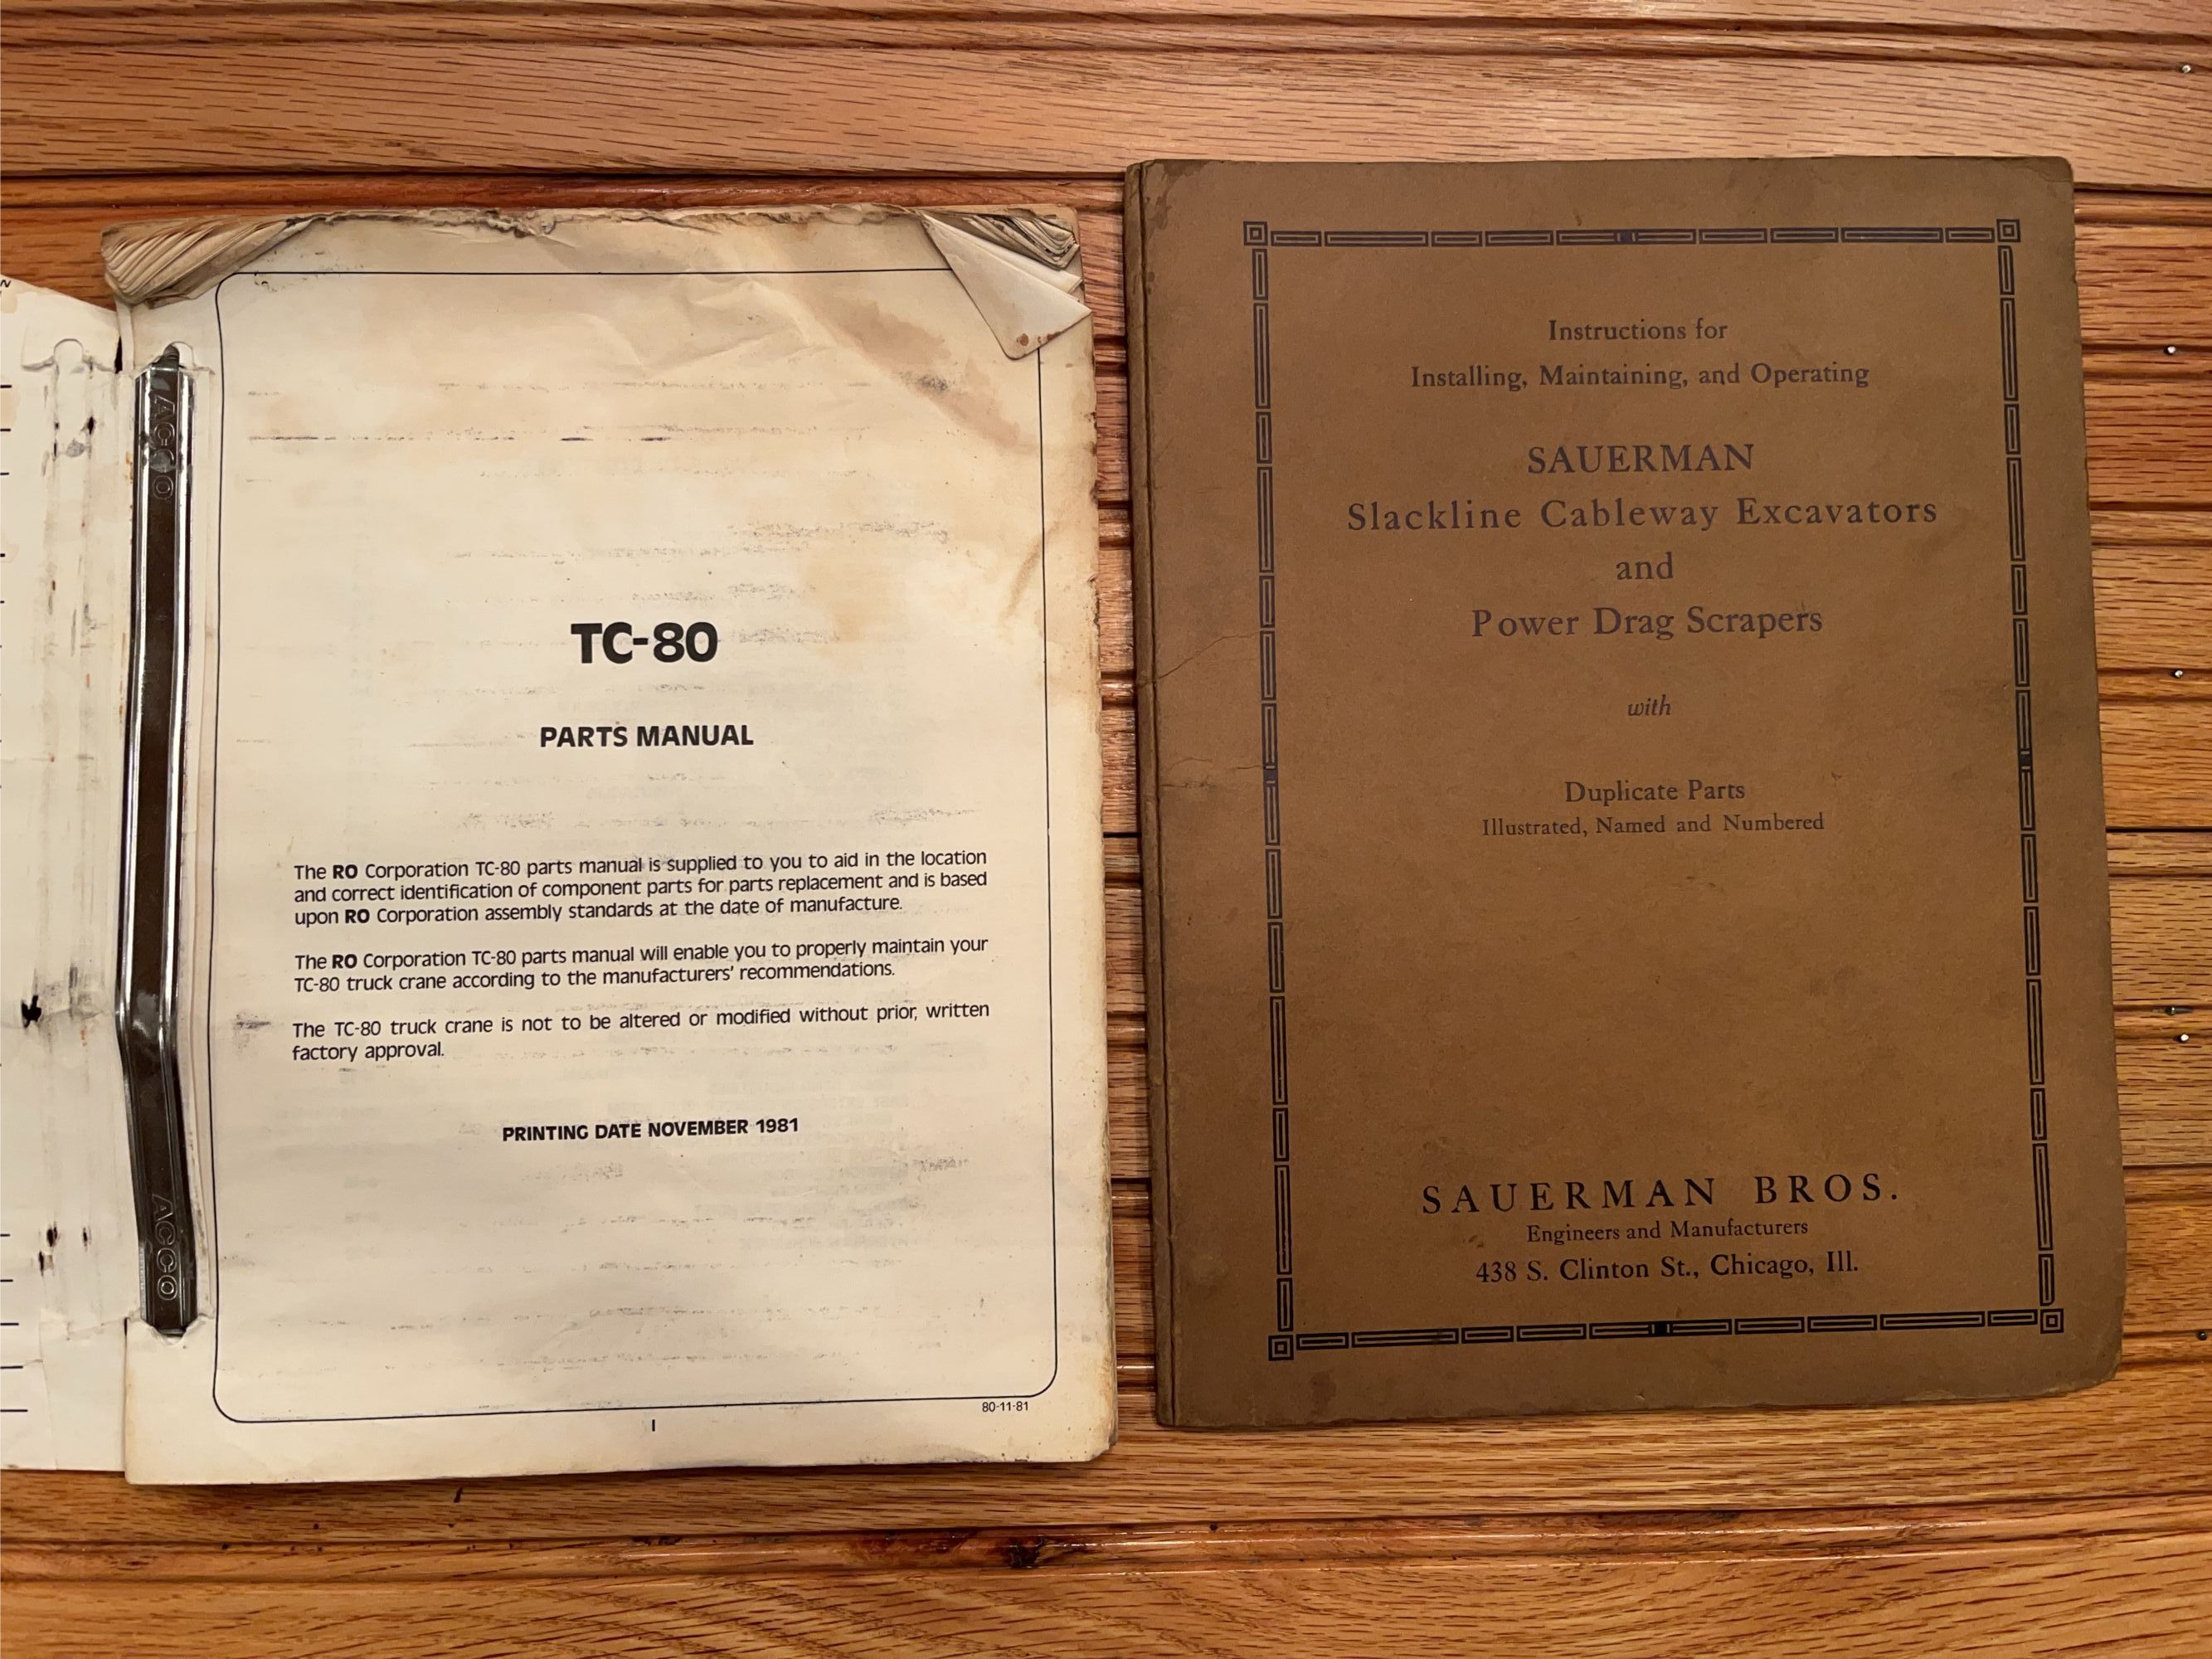 ACCO
ACCO
TC-80
PARTS MANUAL
The RO Corporation TC-80 parts manual is supplied to you to aid in the location
and correct identification of component parts for parts replacement and is based
upon RO Corporation assembly standards at the date of manufacture.
The RO Corporation TC-80 parts manual will enable you to properly maintain your
TC-80 truck crane according to the manufacturers' recommendations.
The TC-80 truck crane is not to be altered or modified without prior, written
factory approval.
PRINTING DATE NOVEMBER 1981
80-11-81
I
Instructions for
Installing, Maintaining, and Operating
SAUERMAN
Slackline Cableway Excavators
and
Power Drag Scrapers
with
Duplicate Parts
Illustrated, Named and Numbered
SAUERMAN BROS.
Engineers and Manufacturers
438 S. Clinton St., Chicago, Ill.